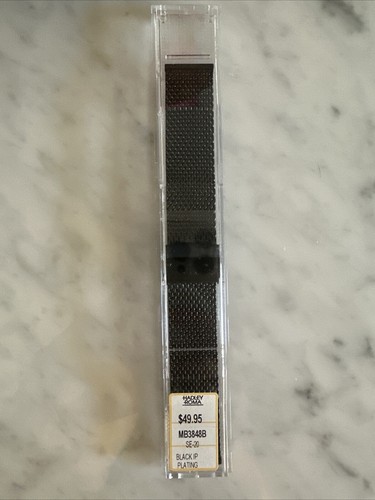 HADLEY
ROMA
$49.95
MB3848B
SE-20
BLACK IP
PLATING